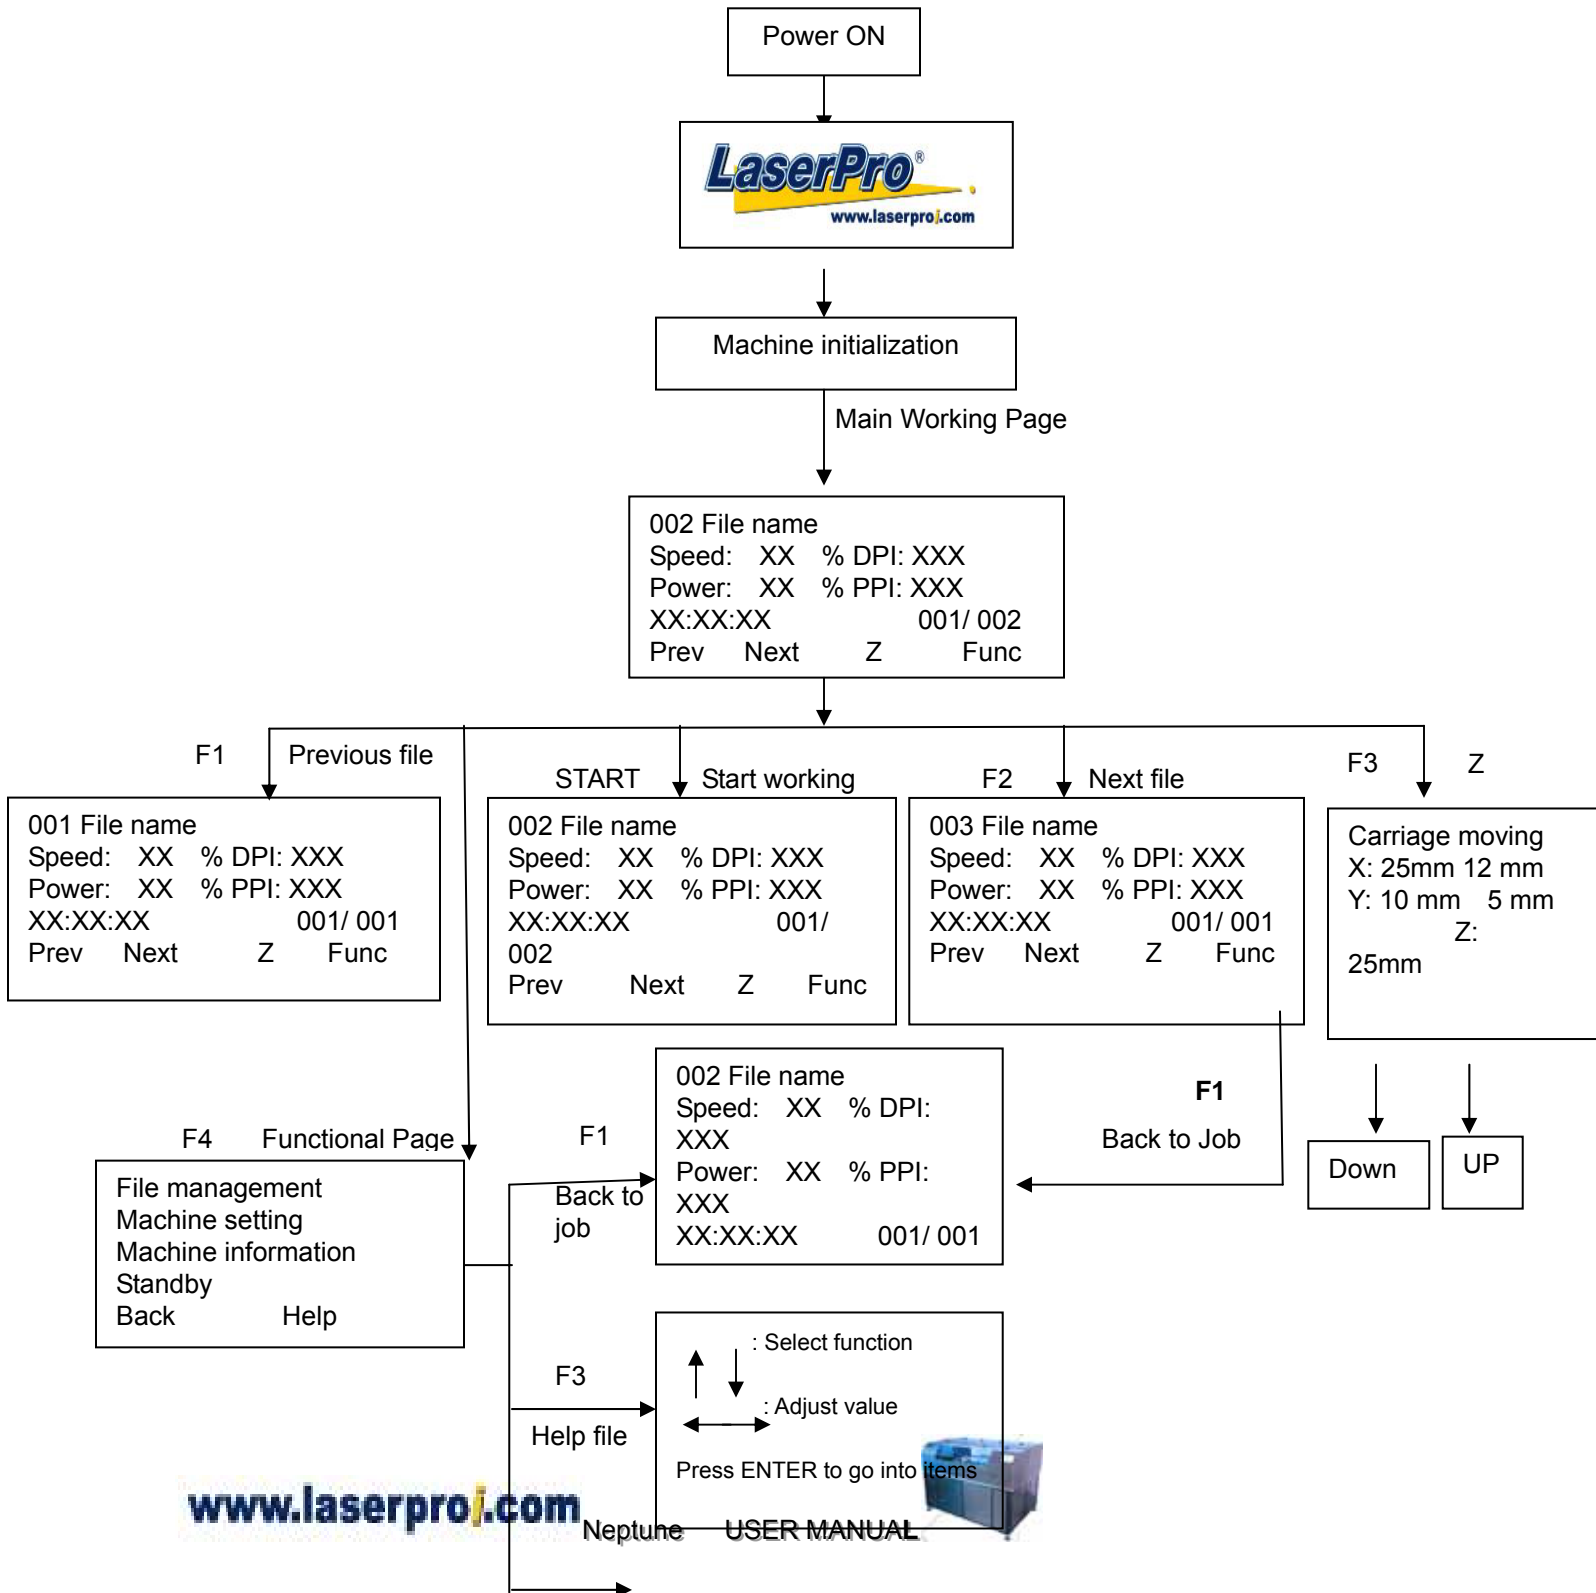 Power ON
LaserPro®
www.laserproi.com
Machine initialization
Main Working Page
002 File name
Speed: XX % DPI: XXX
Power: XX % PPI: XXX
XX:XX:XX 001/ 002
Prev Next Z Func
F1 Previous file
START Start working
F2 Next file
F3 Z
001 File name
Speed: XX % DPI: XXX
Power: XX % PPI: XXX
XX:XX:XX 001/ 001
Prev Next Z Func
002 File name
Speed: XX % DPI: XXX
Power: XX % PPI: XXX
XX:XX:XX 001/
002
Prev Next Z Func
003 File name
Speed: XX % DPI: XXX
Power: XX % PPI: XXX
XX:XX:XX 001/ 001
Prev Next Z Func
Carriage moving
X: 25mm 12 mm
Y: 10 mm 5 mm
Z:
25mm
F4 Functional Page
File management
Machine setting
Machine information
Standby
Back Help
F1
Back to
job
002 File name
Speed: XX % DPI:
XXX
Power: XX % PPI:
XXX
XX:XX:XX 001/ 001
F1
Back to Job
Down
UP
F3
Help file
: Select function
: Adjust value
Press ENTER to go into items
www.laserproi.com
Neptune USER MANUAL